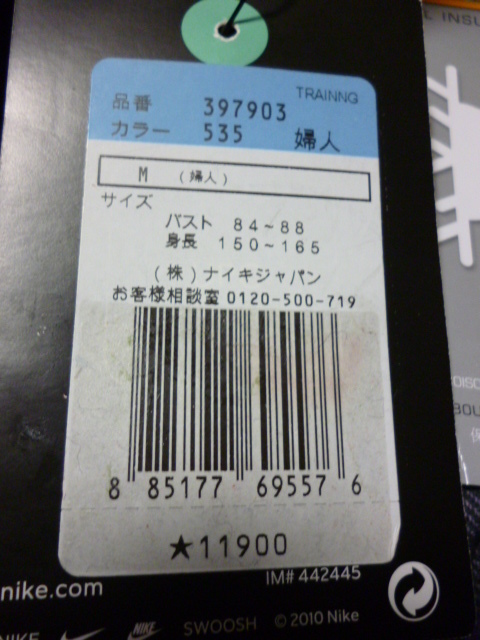 TRAINNG
品番 397903
カラー 535 婦人
M (婦人)
サイズ
バスト 84~88
身長 150~165
(株)ナイキジャパン
お客様相談室 0120-500-719
8 85177 69557 6
★11900
IM# 442445
nike.com
NIKE SWOOSH © 2010 Nike
L INSU